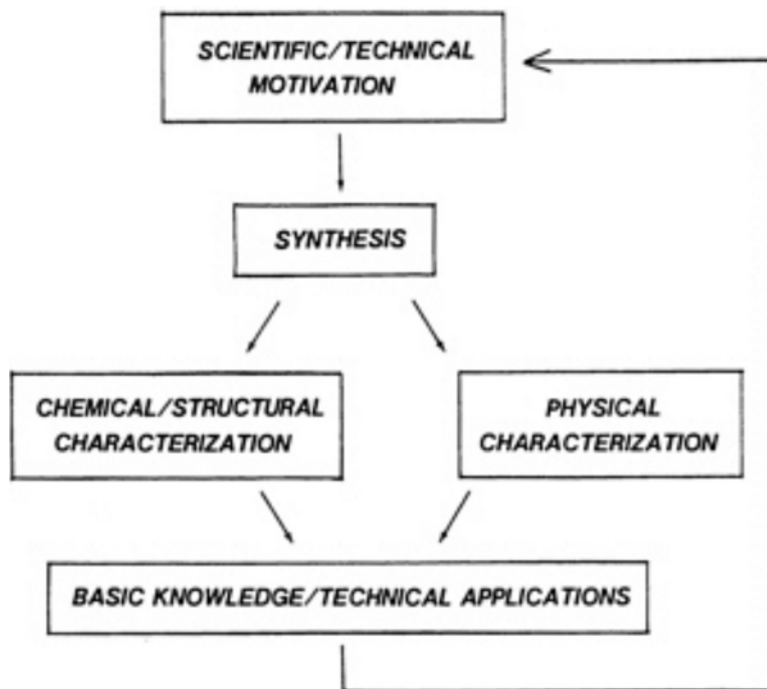 SCIENTIFIC/TECHNICAL
MOTIVATION
SYNTHESIS
CHEMICAL/STRUCTURAL
CHARACTERIZATION
PHYSICAL
CHARACTERIZATION
BASIC KNOWLEDGE/TECHNICAL APPLICATIONS